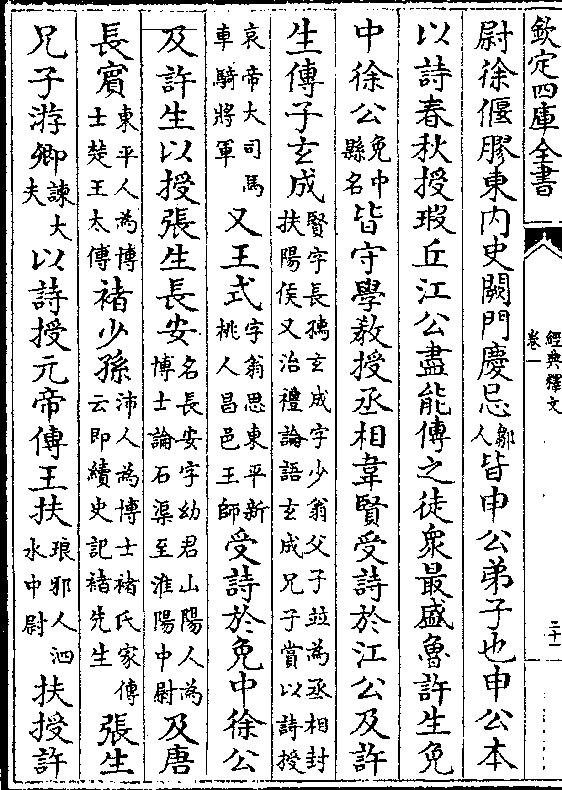 欽定四庫全書
經典釋文
卷一
二十一
尉徐偃膠東内史闕門慶忌鄒人皆申公弟子也申公本
以詩春秋授瑕丘江公盡能傳之徒衆最盛魯許生免
中徐公免中縣名皆守學教授丞相韋賢受詩於江公及許
生傳子玄成賢字長孺玄成字少翁父子並為丞相封扶陽侯又治禮論語玄成兄子賞以詩授
哀帝大司馬車騎將軍又王式字翁思東平新桃人昌邑王師受詩於免中徐公
及許生以授張生長安名長安字幼君山陽人為博士論石渠至淮陽中尉及唐
長賓東平人為博士楚王太傅褚少孫沛人為博士褚氏家傳云即續史記褚先生張生
兄子游卿諫大夫以詩授元帝傳王扶琅邪人泗水中尉扶授許